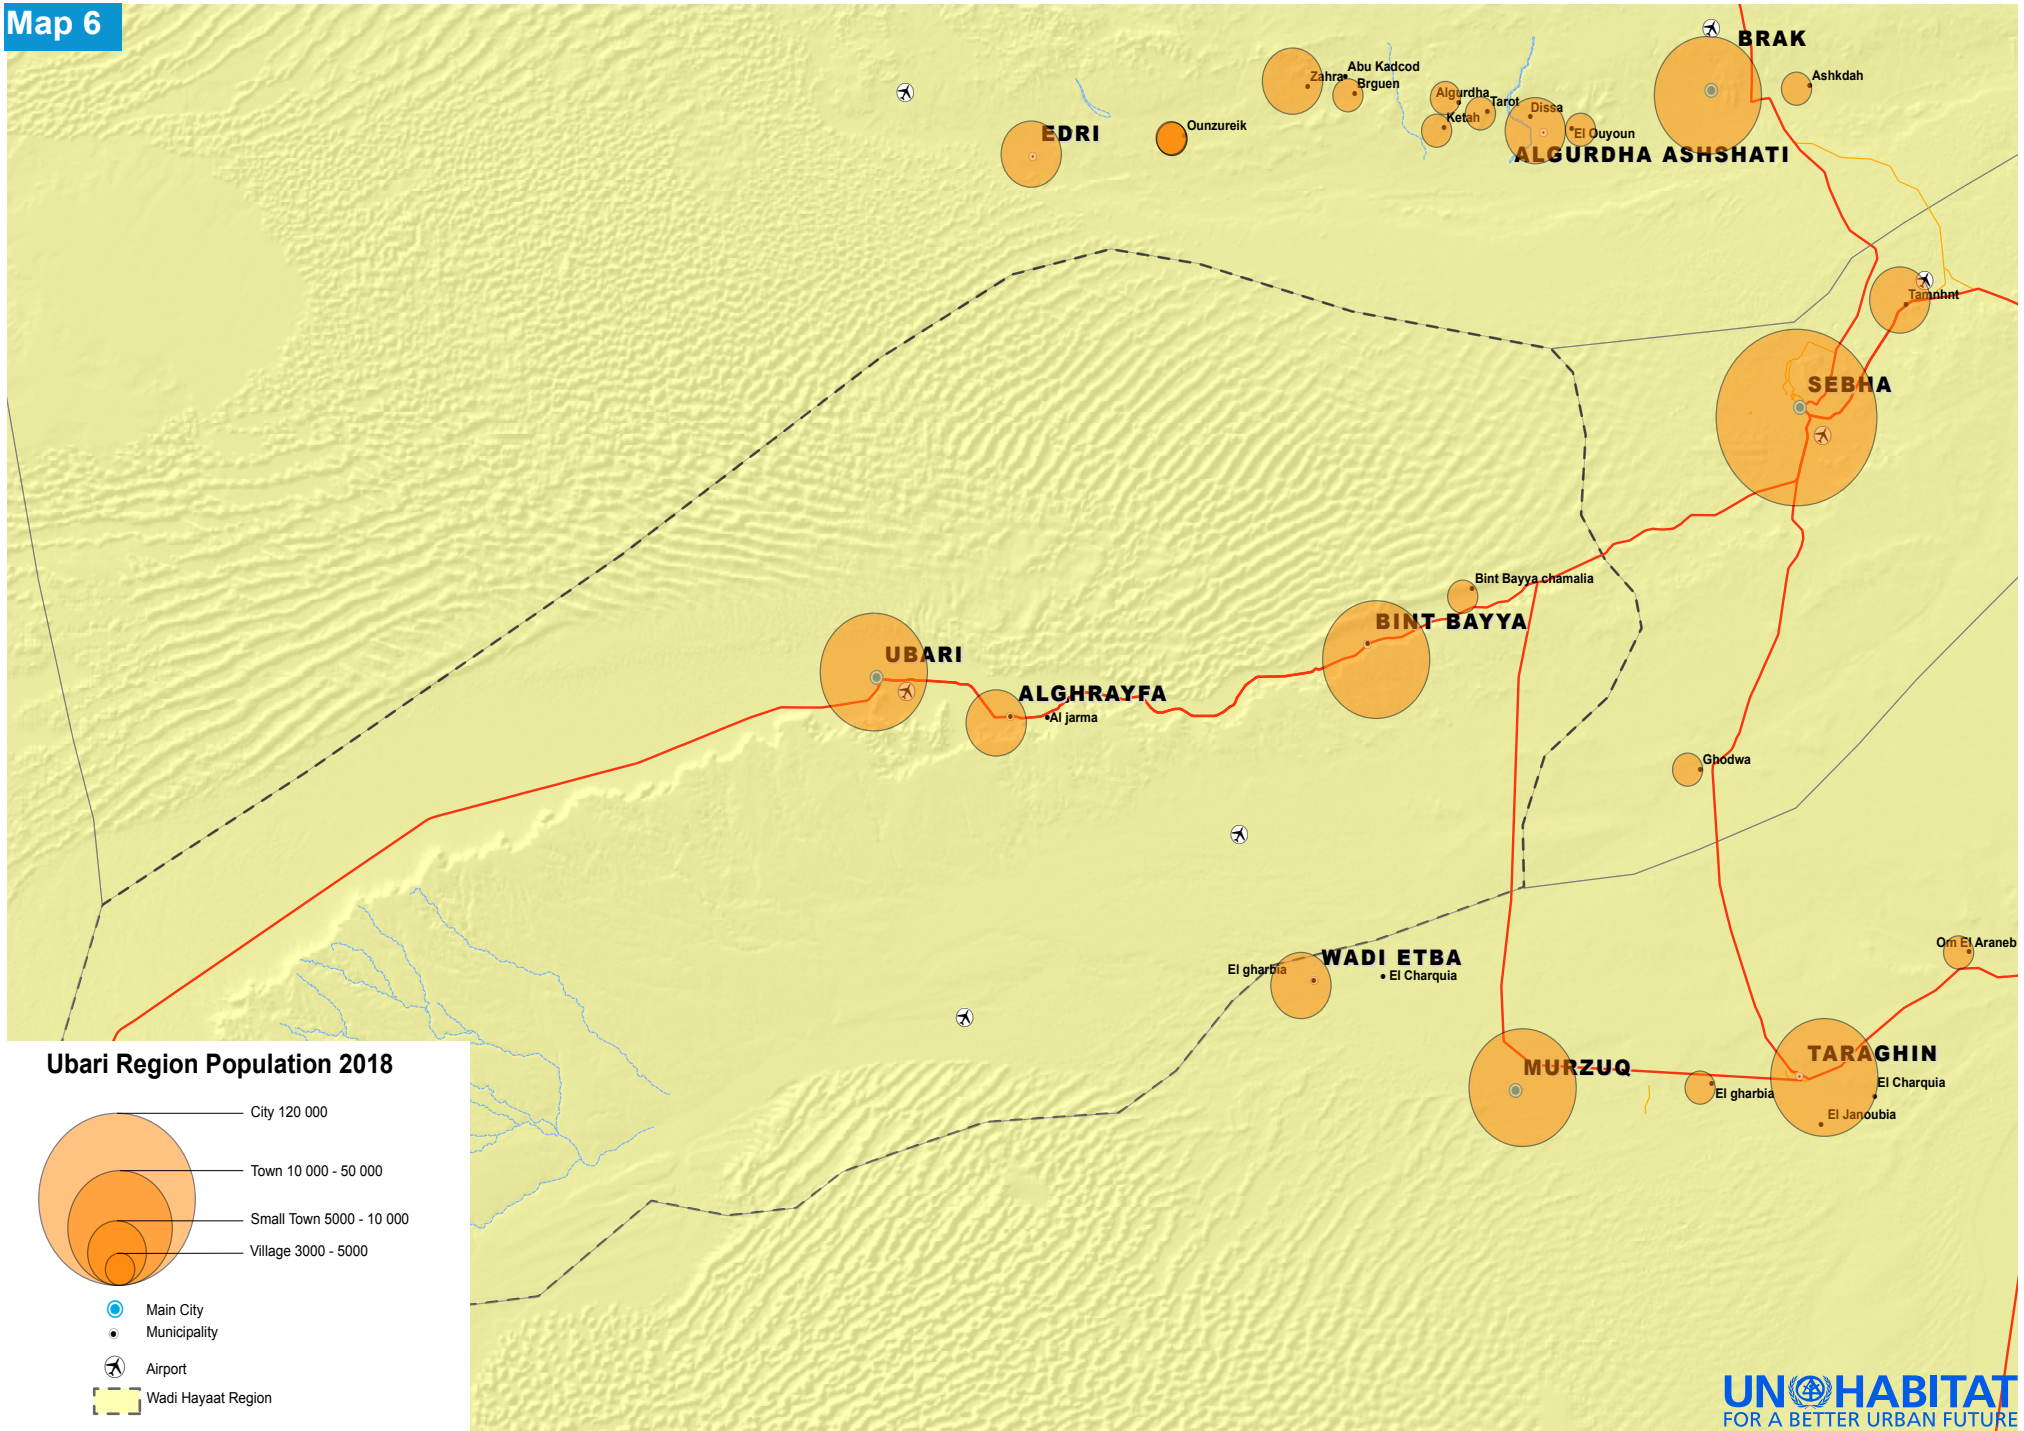 Map 6
BRAK
Zahra
Abu Kadcod
Brguen
Ashkdah
Algurdha
Tarot
Dissa
Ketah
El Ouyoun
EDRI
Ounzureik
ALGURDHA ASHSHATI
Tamnhnt
SEBHA
Bint Bayya chamalia
BINT BAYYA
UBARI
ALGHRAYFA
Al jarma
Ghodwa
Om El Araneb
WADI ETBA
El gharbia
El Charquia
MURZUQ
TARAGHIN
El gharbia
El Charquia
El Janoubia
Ubari Region Population 2018
City 120 000
Town 10 000 - 50 000
Small Town 5000 - 10 000
Village 3000 - 5000
Main City
Municipality
Airport
Wadi Hayaat Region
UN HABITAT
FOR A BETTER URBAN FUTURE